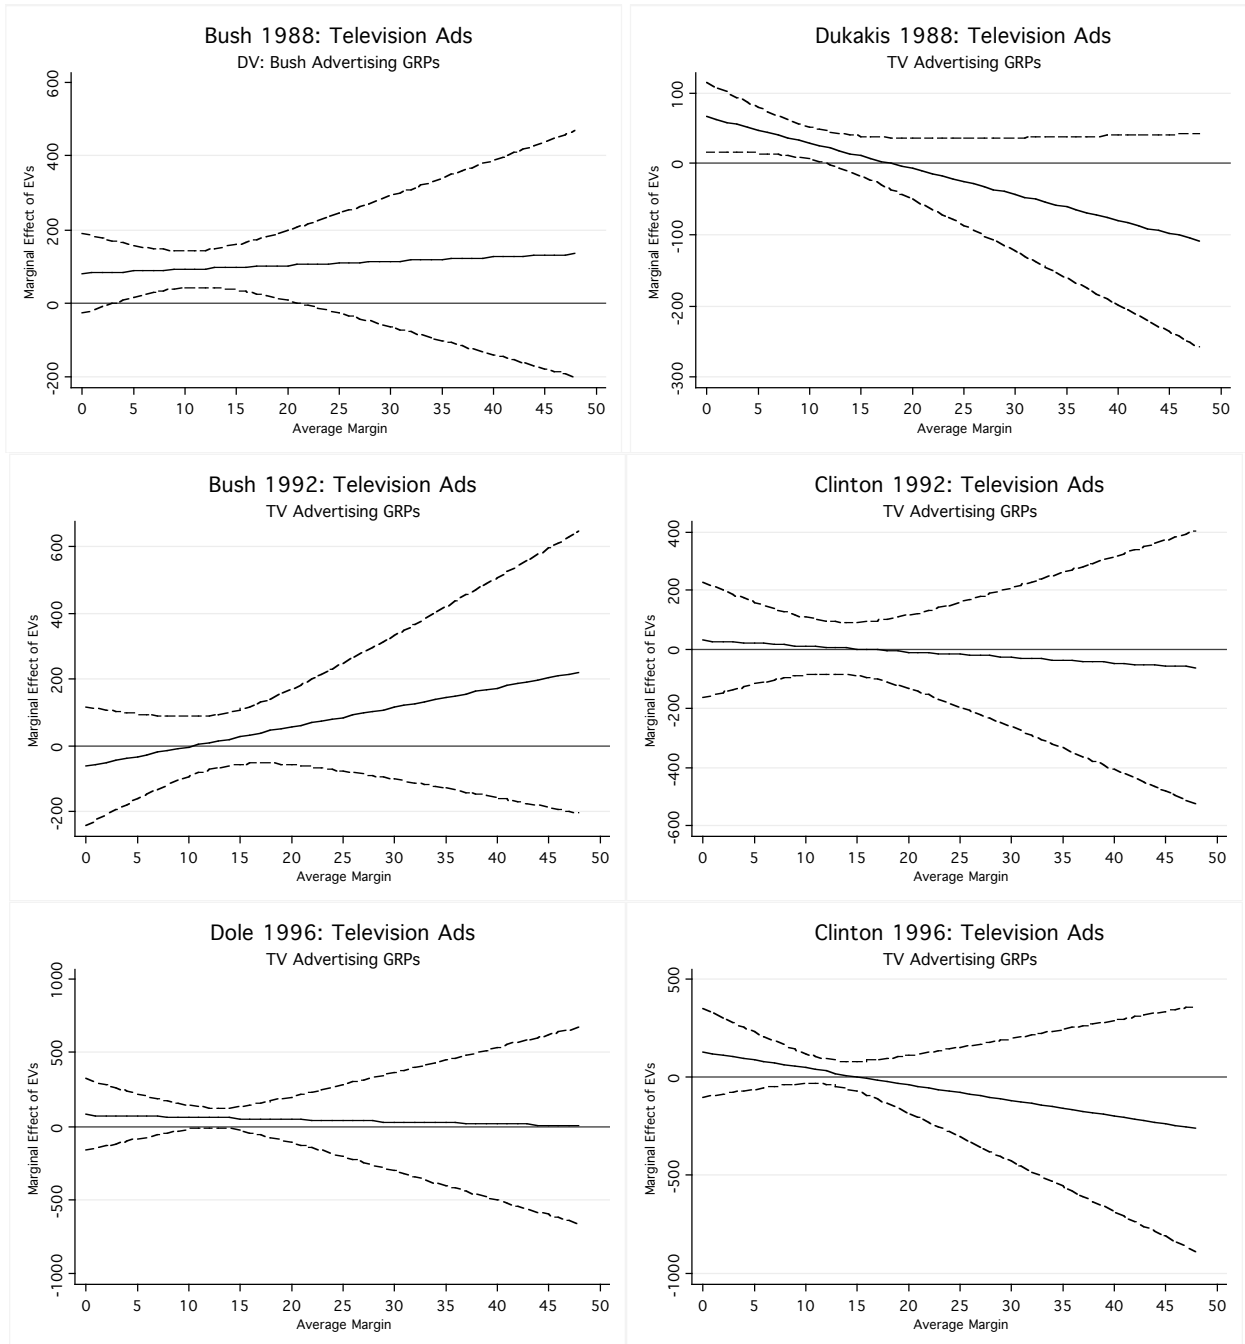 Bush 1988: Television Ads
DV: Bush Advertising GRPs
Marginal Effect of EVs
600
400
200
0
-200
0 5 10 15 20 25 30 35 40 45 50
Average Margin
Dukakis 1988: Television Ads
TV Advertising GRPs
Marginal Effect of EVs
100
0
-100
-200
-300
0 5 10 15 20 25 30 35 40 45 50
Average Margin
Bush 1992: Television Ads
TV Advertising GRPs
Marginal Effect of EVs
600
400
200
0
-200
0 5 10 15 20 25 30 35 40 45 50
Average Margin
Clinton 1992: Television Ads
TV Advertising GRPs
Marginal Effect of EVs
400
200
0
-200
-400
-600
0 5 10 15 20 25 30 35 40 45 50
Average Margin
Dole 1996: Television Ads
TV Advertising GRPs
Marginal Effect of EVs
1000
500
0
-500
-1000
0 5 10 15 20 25 30 35 40 45 50
Average Margin
Clinton 1996: Television Ads
TV Advertising GRPs
Marginal Effect of EVs
500
0
-500
-1000
0 5 10 15 20 25 30 35 40 45 50
Average Margin